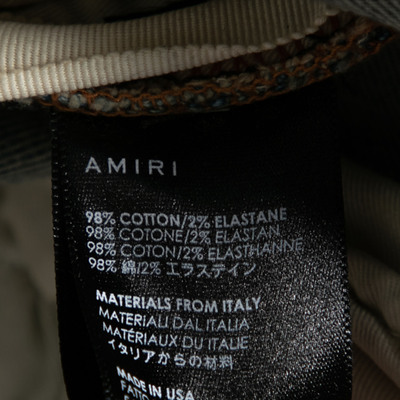 AMIRI
98% COTTON/2% ELASTANE
98% COTONE/2% ELASTAN
98% COTON/2% ELASTHANNE
98% 綿/2% エラステイン
MATERIALS FROM ITALY
MATERIALI DAL ITALIA
MATÉRIAUX DU ITALIE
イタリアからの材料
MADE IN USA